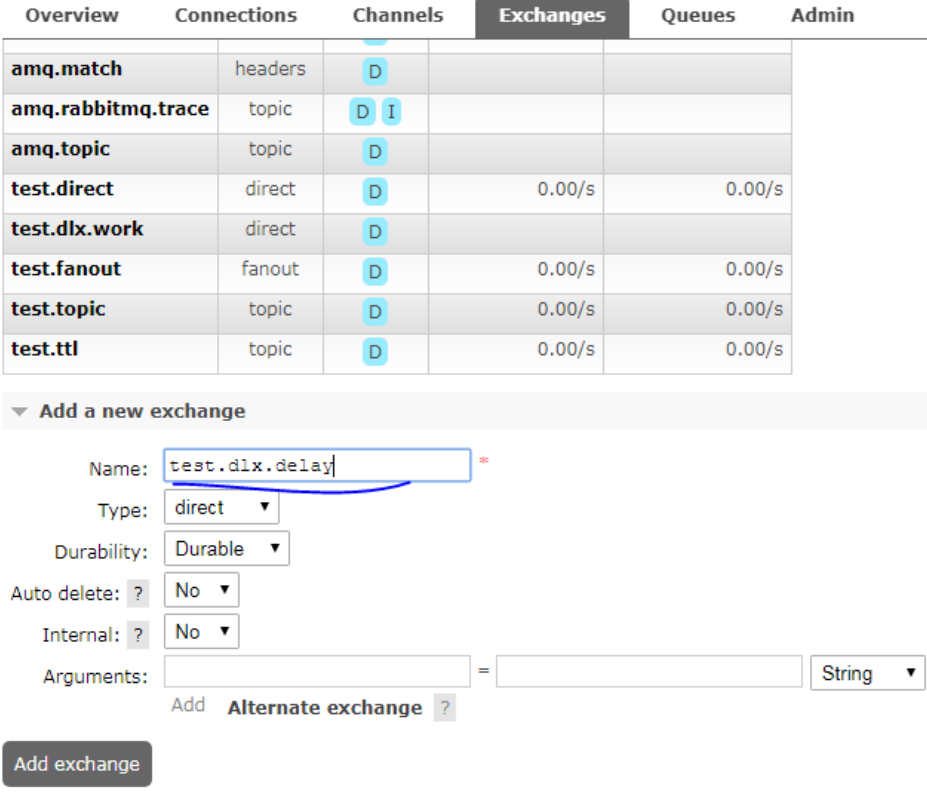 Overview Connections Channels Exchanges Queues Admin
amq.match headers D
amq.rabbitmq.trace topic D I
amq.topic topic D
test.direct direct D 0.00/s 0.00/s
test.dlx.work direct D
test.fanout fanout D 0.00/s 0.00/s
test.topic topic D 0.00/s 0.00/s
test.ttl topic D 0.00/s 0.00/s
Add a new exchange
Name: test.dlx.delay *
Type: direct
Durability: Durable
Auto delete: ? No
Internal: ? No
Arguments: = String
Add Alternate exchange ?
Add exchange